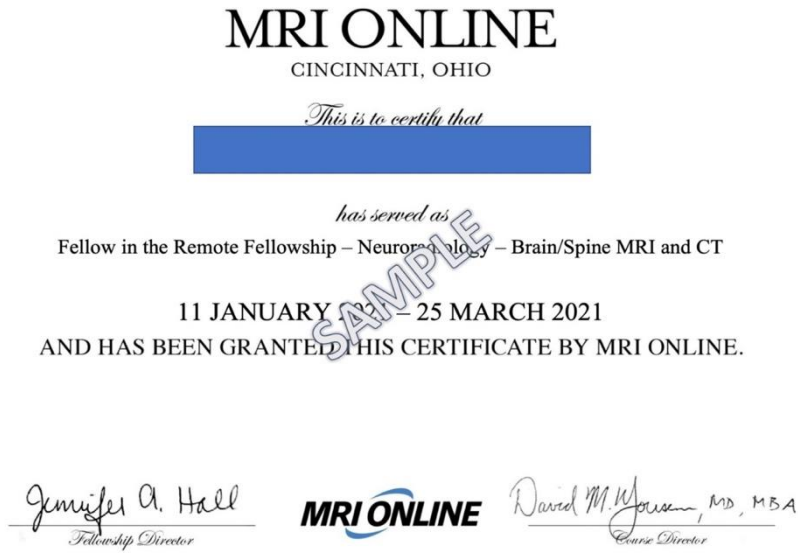 MRI ONLINE
CINCINNATI, OHIO
This is to certify that
has served as
Fellow in the Remote Fellowship – Neuroradiology – Brain/Spine MRI and CT
SAMPLE
11 JANUARY 2021 – 25 MARCH 2021
AND HAS BEEN GRANTED THIS CERTIFICATE BY MRI ONLINE.
Jennifer A. Hall David M. Yousem, MD, MBA
Fellowship Director MRI ONLINE Course Director